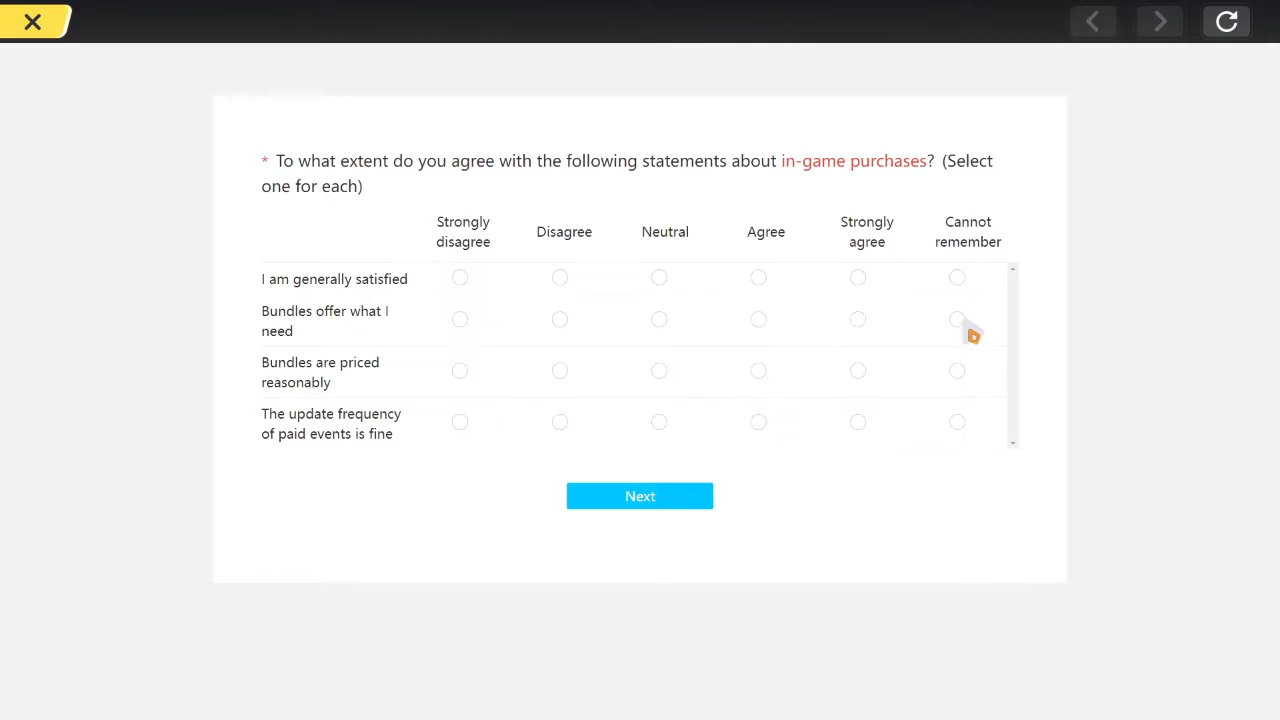 * To what extent do you agree with the following statements about in-game purchases? (Select
one for each)
Strongly
disagree
Disagree
Neutral
Agree
Strongly
agree
Cannot
remember
I am generally satisfied
Bundles offer what I
need
Bundles are priced
reasonably
The update frequency
of paid events is fine
Next